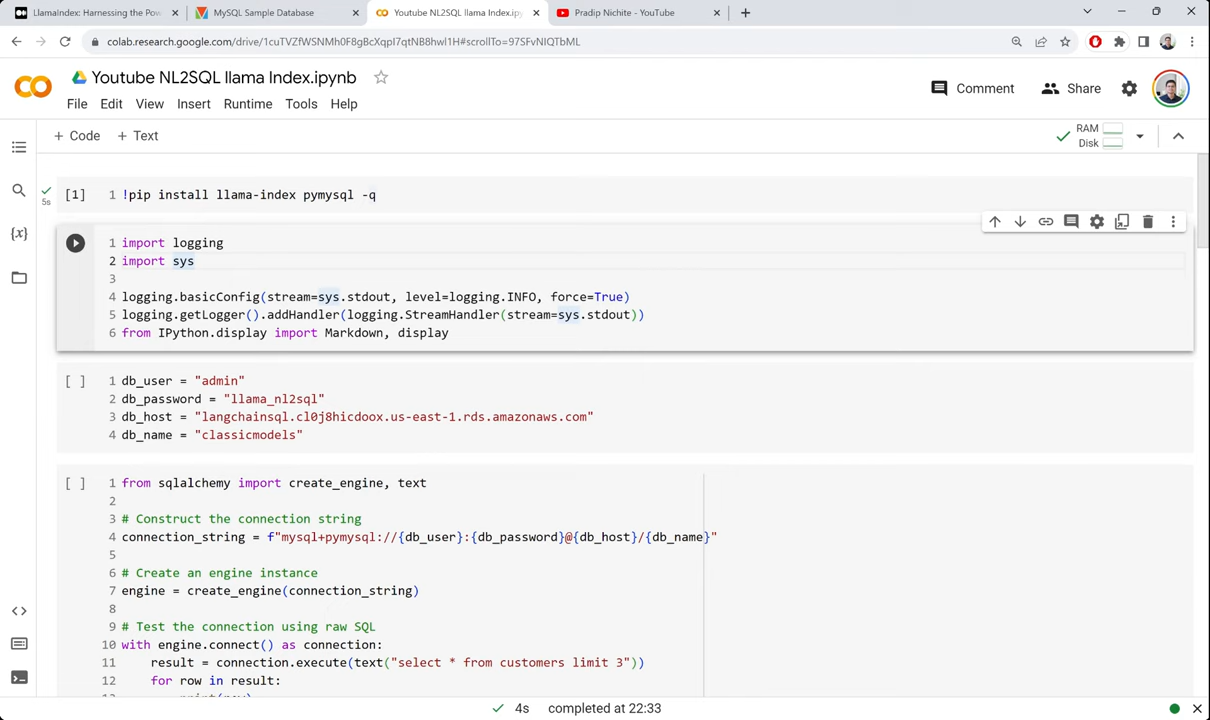 LlamaIndex: Harnessing the Pow
MySQL Sample Database
Youtube NL2SQL llama Index.ipynb
Pradip Nichite - YouTube
colab.research.google.com/drive/1cuTVZfWSNMh0F8gBcXqpI7qtNB8hwl1H#scrollTo=97SFvNIQTbML
Youtube NL2SQL llama Index.ipynb
File Edit View Insert Runtime Tools Help
Comment Share
+ Code + Text
RAM
Disk
[1] 1 !pip install llama-index pymysql -q
5s
1 import logging
2 import sys
3
4 logging.basicConfig(stream=sys.stdout, level=logging.INFO, force=True)
5 logging.getLogger().addHandler(logging.StreamHandler(stream=sys.stdout))
6 from IPython.display import Markdown, display
[ ] 1 db_user = "admin"
2 db_password = "llama_nl2sql"
3 db_host = "langchainsql.cl0j8hicdoox.us-east-1.rds.amazonaws.com"
4 db_name = "classicmodels"
[ ] 1 from sqlalchemy import create_engine, text
2
3 # Construct the connection string
4 connection_string = f"mysql+pymysql://{db_user}:{db_password}@{db_host}/{db_name}"
5
6 # Create an engine instance
7 engine = create_engine(connection_string)
8
9 # Test the connection using raw SQL
10 with engine.connect() as connection:
11 result = connection.execute(text("select * from customers limit 3"))
12 for row in result:
4s completed at 22:33